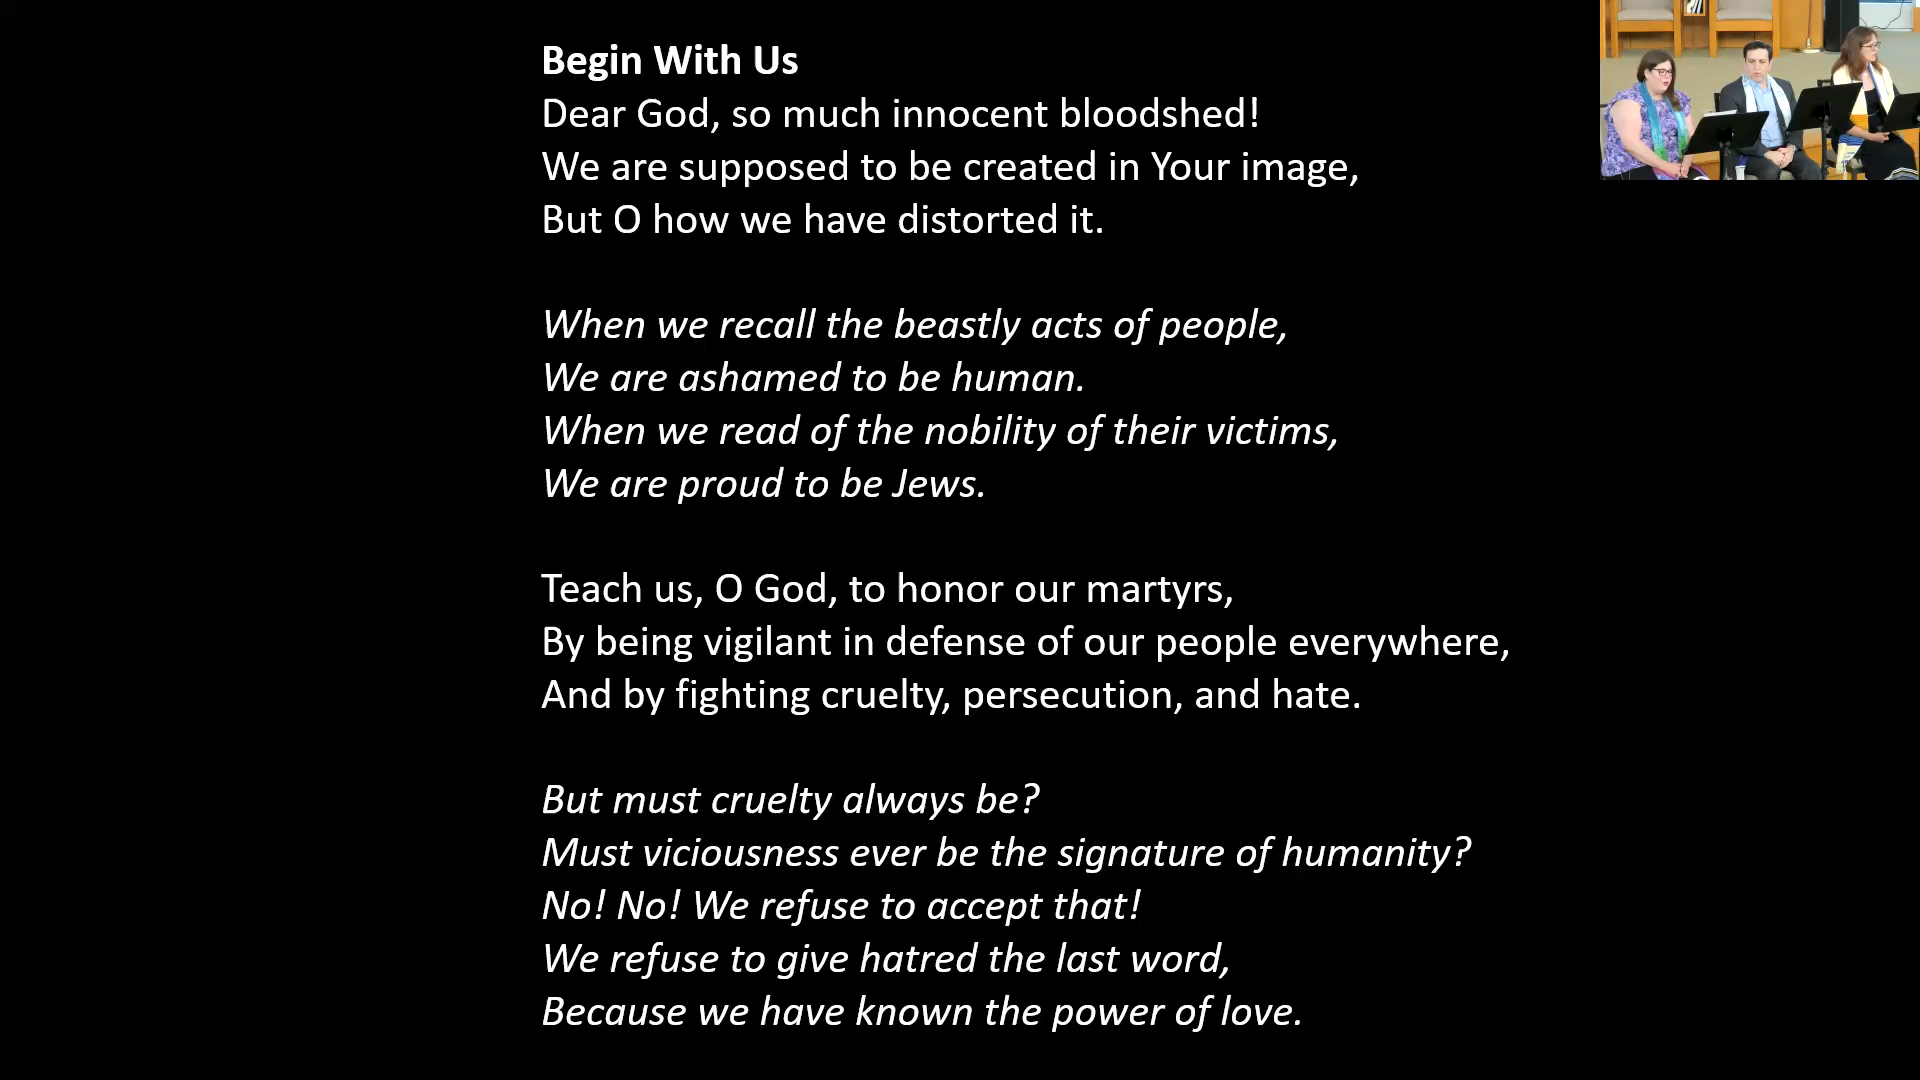 Begin With Us
Dear God, so much innocent bloodshed!
We are supposed to be created in Your image,
But O how we have distorted it.
When we recall the beastly acts of people,
We are ashamed to be human.
When we read of the nobility of their victims,
We are proud to be Jews.
Teach us, O God, to honor our martyrs,
By being vigilant in defense of our people everywhere,
And by fighting cruelty, persecution, and hate.
But must cruelty always be?
Must viciousness ever be the signature of humanity?
No! No! We refuse to accept that!
We refuse to give hatred the last word,
Because we have known the power of love.